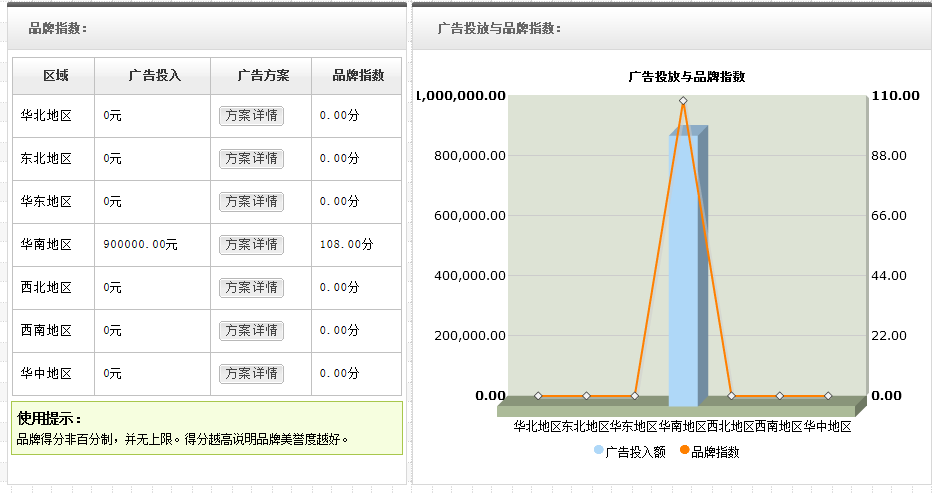 品牌指数:
区域 广告投入 广告方案 品牌指数
华北地区 0元 方案详情 0.00分
东北地区 0元 方案详情 0.00分
华东地区 0元 方案详情 0.00分
华南地区 900000.00元 方案详情 108.00分
西北地区 0元 方案详情 0.00分
西南地区 0元 方案详情 0.00分
华中地区 0元 方案详情 0.00分
使用提示：
品牌得分非百分制，并无上限。得分越高说明品牌美誉度越好。
广告投放与品牌指数:
广告投放与品牌指数
1,000,000.00 110.00
800,000.00 88.00
600,000.00 66.00
400,000.00 44.00
200,000.00 22.00
0.00 0.00
华北地区东北地区华东地区华南地区西北地区西南地区华中地区
广告投入额 品牌指数